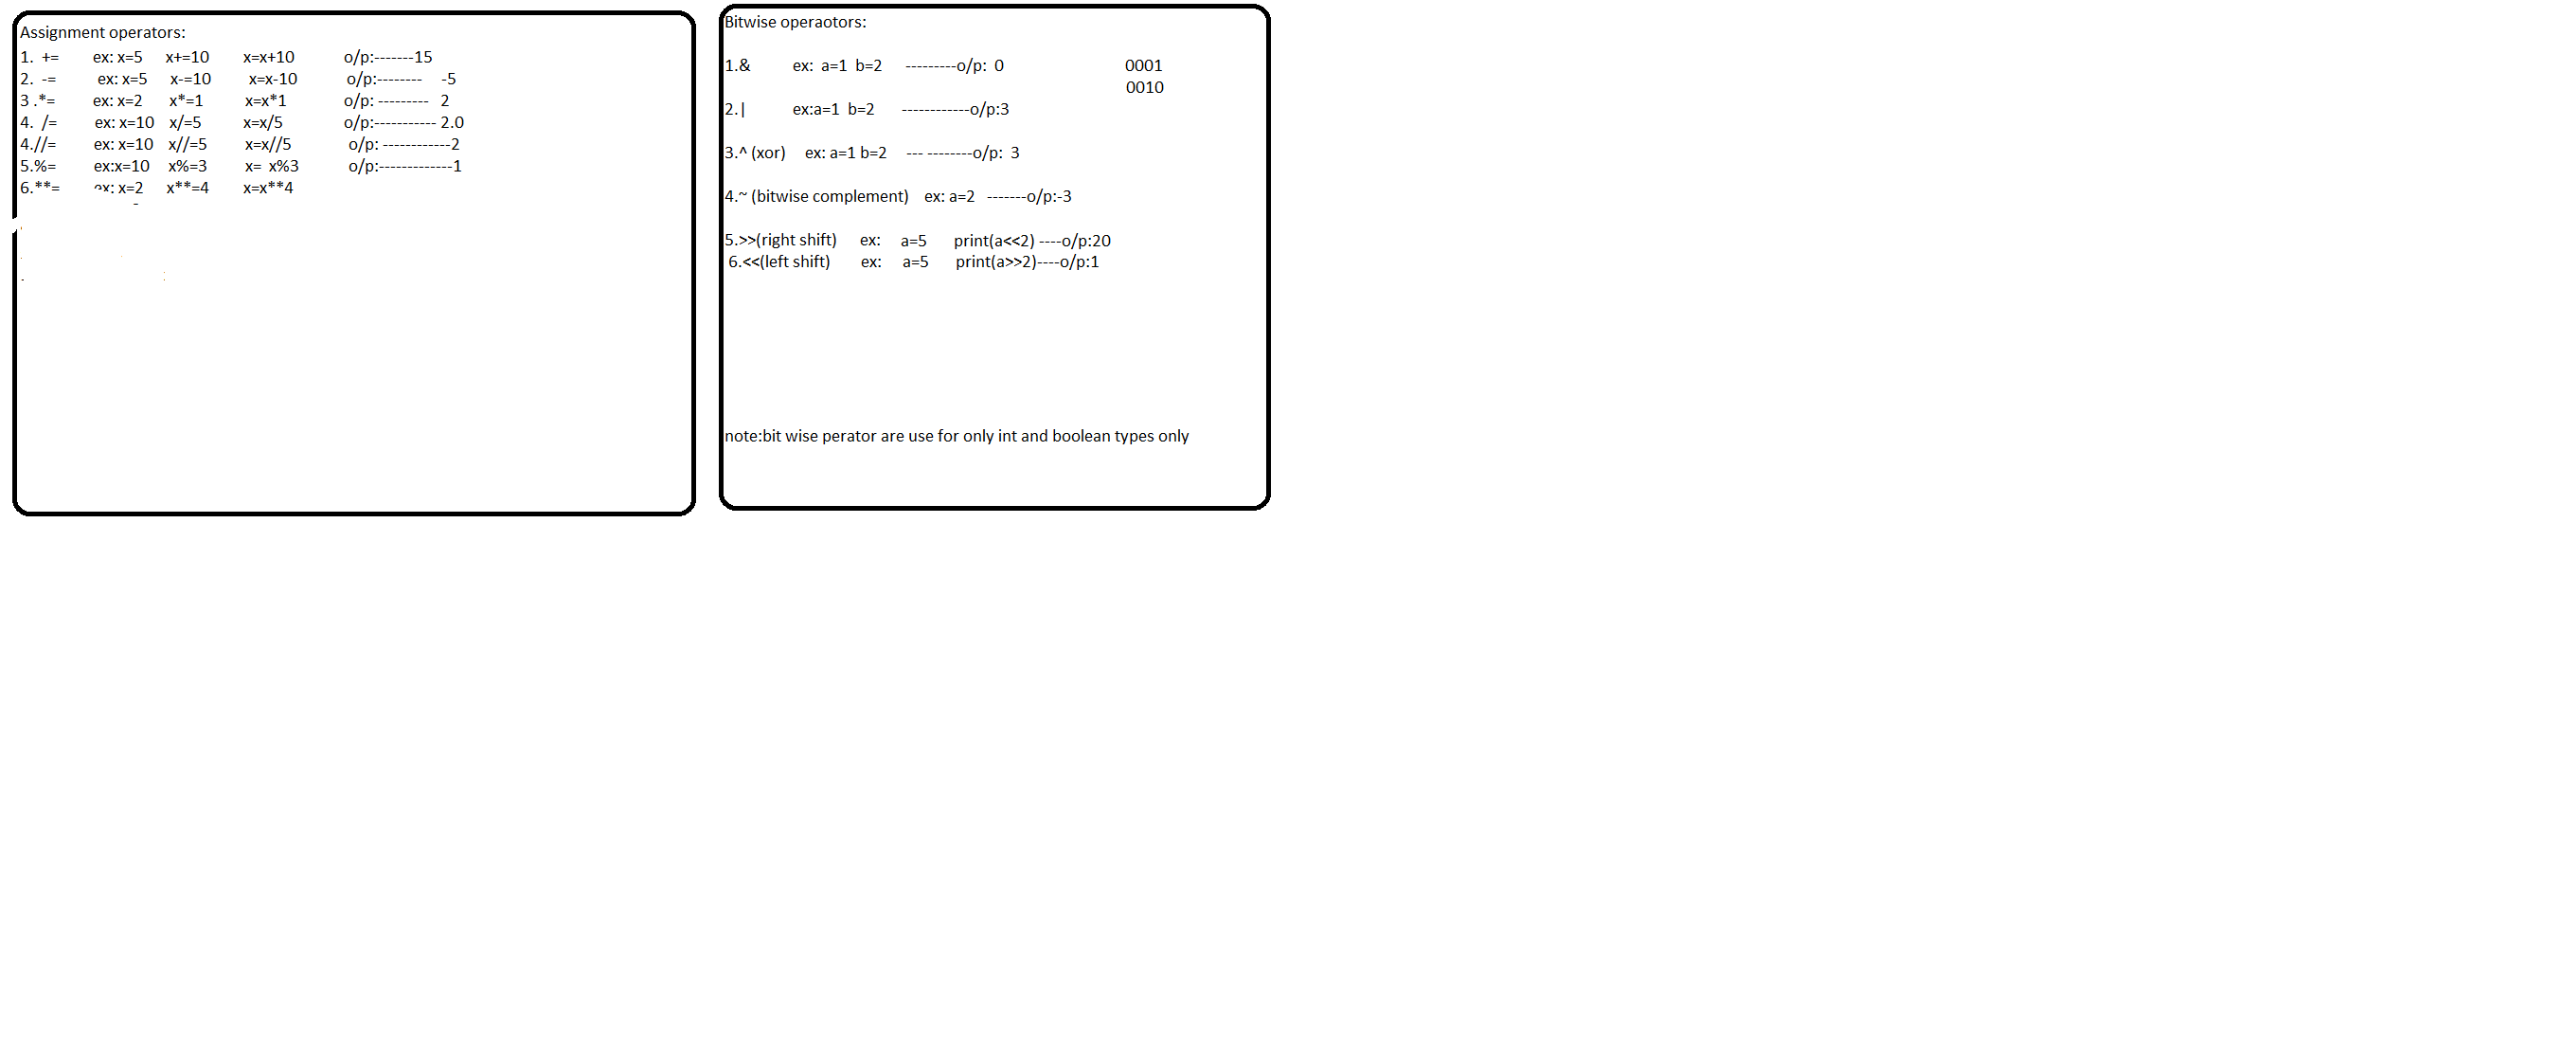 Assignment operators:
1. += ex: x=5 x+=10 x=x+10 o/p:-------15
2. -= ex: x=5 x-=10 x=x-10 o/p:-------- -5
3 .*= ex: x=2 x*=1 x=x*1 o/p: --------- 2
4. /= ex: x=10 x/=5 x=x/5 o/p:----------- 2.0
4.//= ex: x=10 x//=5 x=x//5 o/p: ------------2
5.%= ex:x=10 x%=3 x= x%3 o/p:-------------1
6.**= ex: x=2 x**=4 x=x**4
Bitwise operaotors:
1.& ex: a=1 b=2 ---------o/p: 0 0001
0010
2.| ex:a=1 b=2 ------------o/p:3
3.^ (xor) ex: a=1 b=2 --- --------o/p: 3
4.~ (bitwise complement) ex: a=2 -------o/p:-3
5.>>(right shift) ex: a=5 print(a<<2) ----o/p:20
6.<<(left shift) ex: a=5 print(a>>2)----o/p:1
note:bit wise perator are use for only int and boolean types only